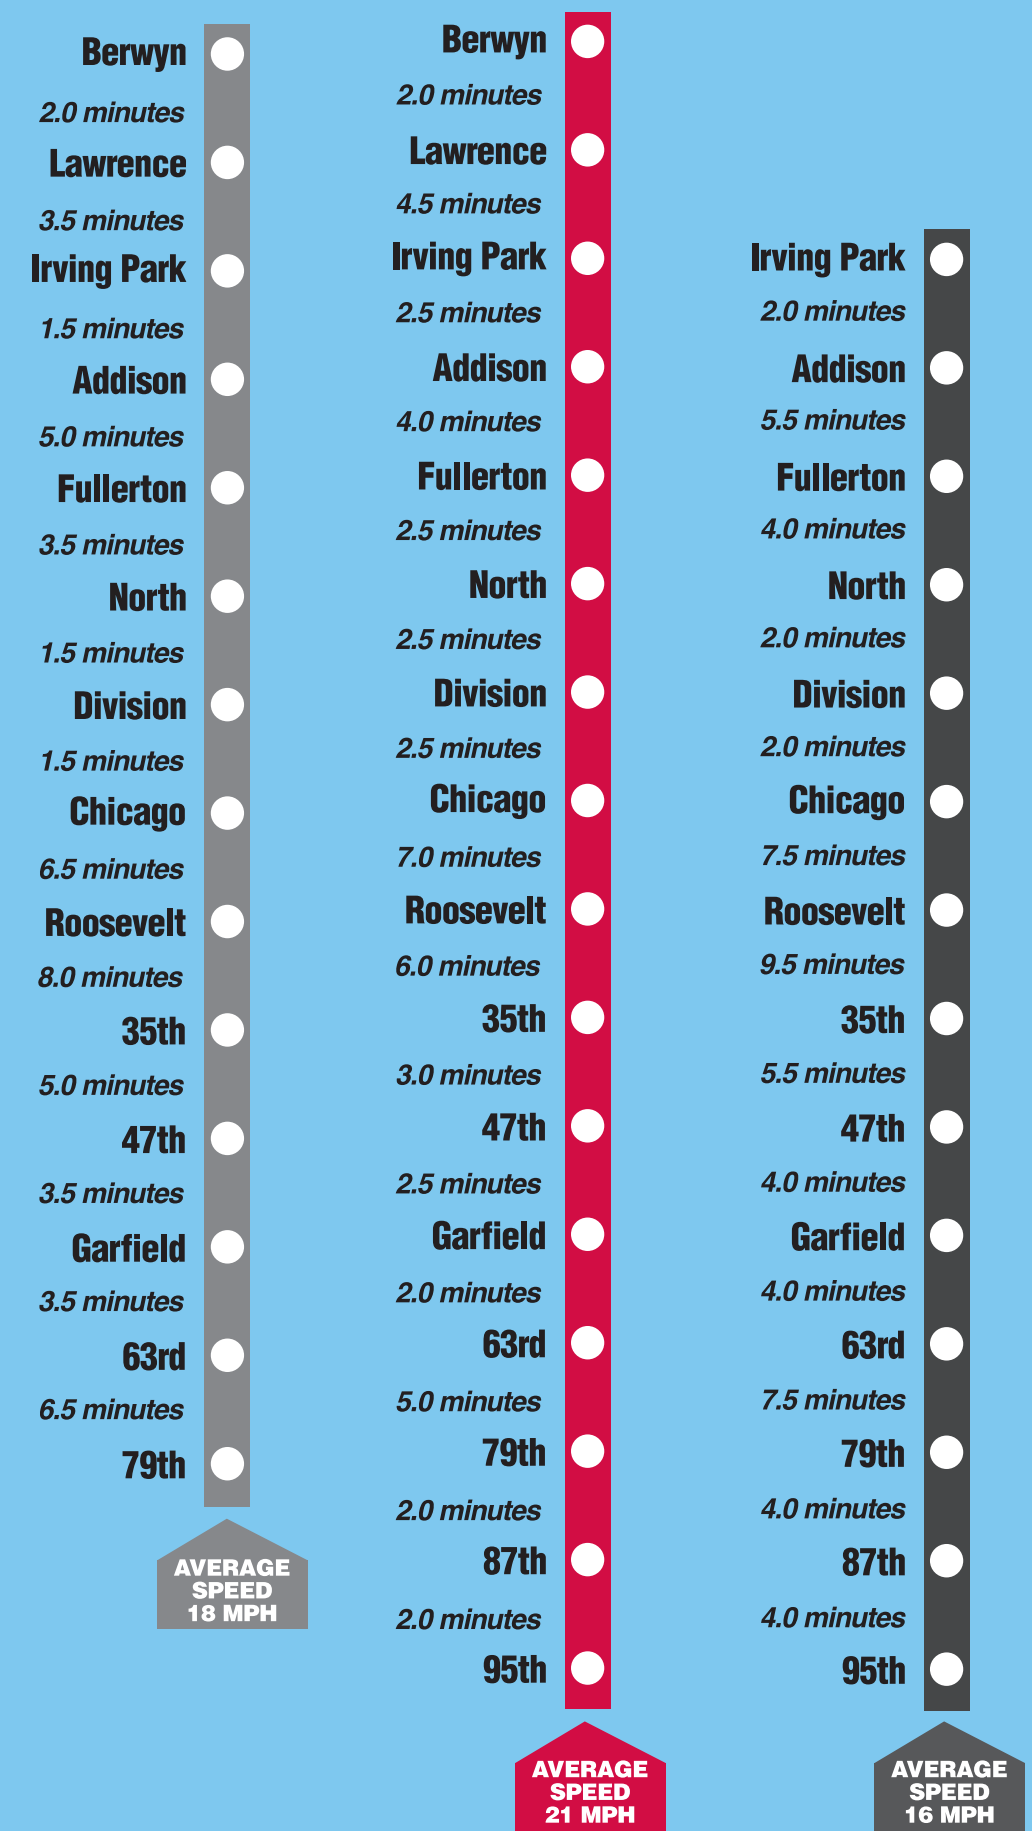 Berwyn
2.0 minutes
Lawrence
3.5 minutes
Irving Park
1.5 minutes
Addison
5.0 minutes
Fullerton
3.5 minutes
North
1.5 minutes
Division
1.5 minutes
Chicago
6.5 minutes
Roosevelt
8.0 minutes
35th
5.0 minutes
47th
3.5 minutes
Garfield
3.5 minutes
63rd
6.5 minutes
79th
AVERAGE
SPEED
18 MPH
Berwyn
2.0 minutes
Lawrence
4.5 minutes
Irving Park
2.5 minutes
Addison
4.0 minutes
Fullerton
2.5 minutes
North
2.5 minutes
Division
2.5 minutes
Chicago
7.0 minutes
Roosevelt
6.0 minutes
35th
3.0 minutes
47th
2.5 minutes
Garfield
2.0 minutes
63rd
5.0 minutes
79th
2.0 minutes
87th
2.0 minutes
95th
AVERAGE
SPEED
21 MPH
Irving Park
2.0 minutes
Addison
5.5 minutes
Fullerton
4.0 minutes
North
2.0 minutes
Division
2.0 minutes
Chicago
7.5 minutes
Roosevelt
9.5 minutes
35th
5.5 minutes
47th
4.0 minutes
Garfield
4.0 minutes
63rd
7.5 minutes
79th
4.0 minutes
87th
4.0 minutes
95th
AVERAGE
SPEED
16 MPH